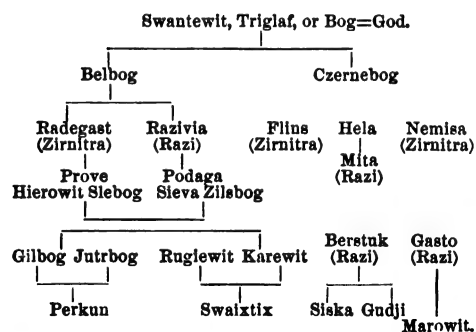 Swantewit, Triglaf, or Bog=God.
Belbog Czernebog
Radegast Razivia Flins Hela Nemisa
(Zirnitra) (Razi) (Zirnitra) (Zirnitra)
Mita
(Razi)
Prove Podaga
Hierowit Slebog Sieva Zilsbog
Gilbog Jutrbog Rugiewit Karewit Berstuk Gasto
(Razi) (Razi)
Perkun Swaixtix Siska Gudji
Marowit.